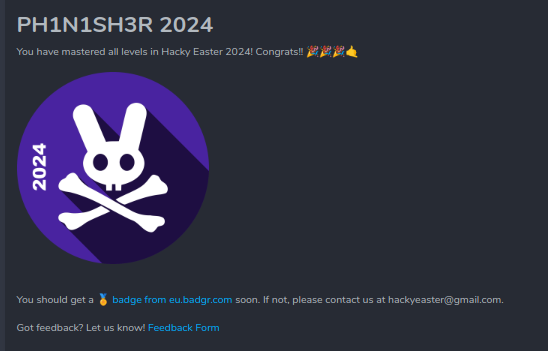 PH1N1SH3R 2024
You have mastered all levels in Hacky Easter 2024! Congrats!! 🎉🎉🎉🤙
2024
You should get a 🏅 badge from eu.badgr.com soon. If not, please contact us at hackyeaster@gmail.com.
Got feedback? Let us know! Feedback Form